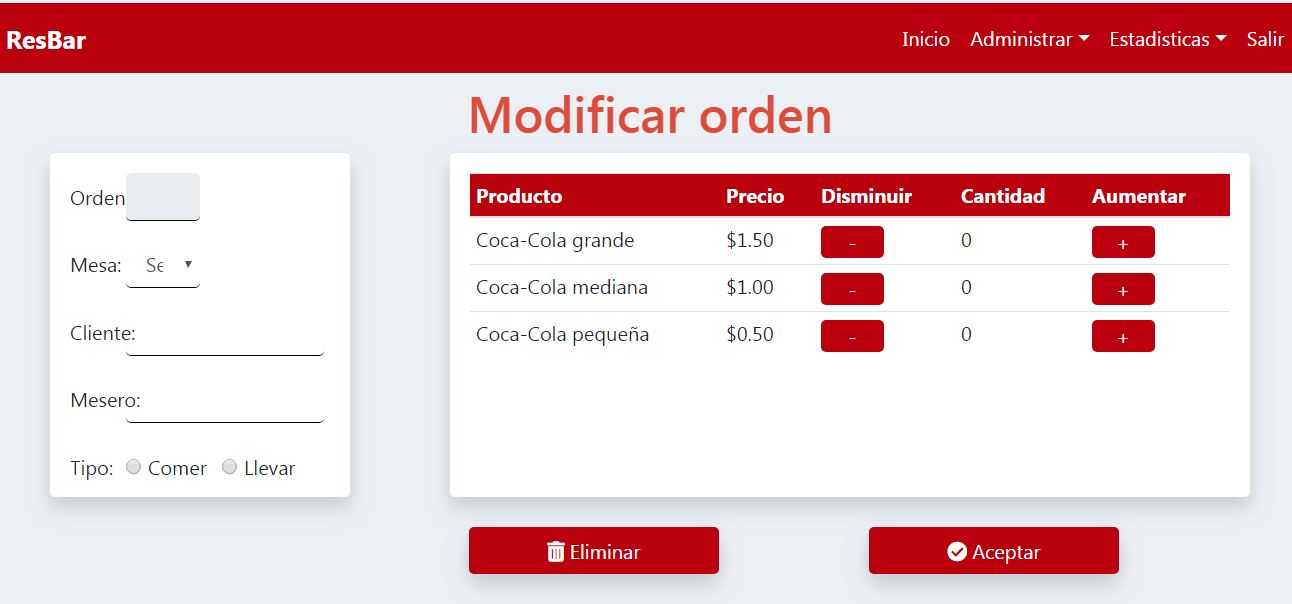 ResBar Inicio Administrar Estadisticas Salir
Modificar orden
Orden
Mesa: Se
Cliente:
Mesero:
Tipo: Comer Llevar
Producto Precio Disminuir Cantidad Aumentar
Coca-Cola grande $1.50 - 0 +
Coca-Cola mediana $1.00 - 0 +
Coca-Cola pequeña $0.50 - 0 +
Eliminar Aceptar